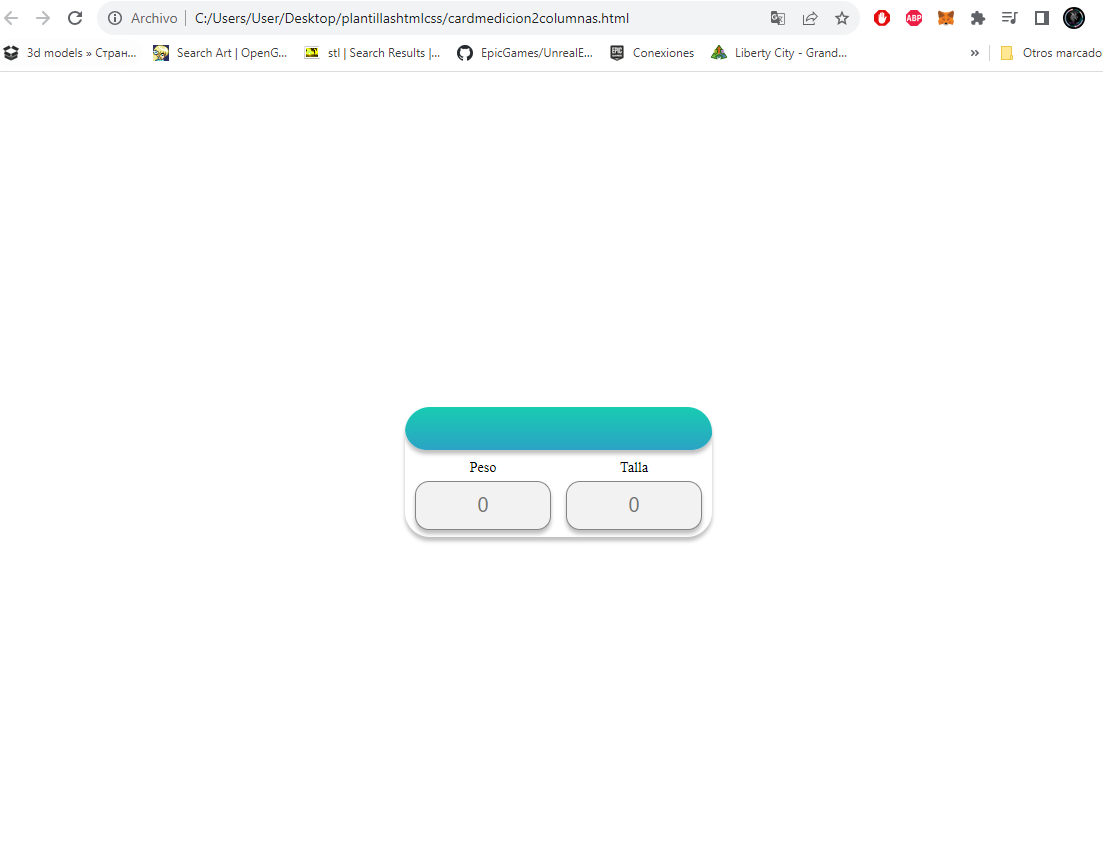 Archivo C:/Users/User/Desktop/plantillashtmlcss/cardmedicion2columnas.html ABP
3d models » Стран... Search Art | OpenG... stl | Search Results |... EpicGames/UnrealE... EPIC Conexiones Liberty City - Grand... » Otros marcado
Peso Talla
0 0